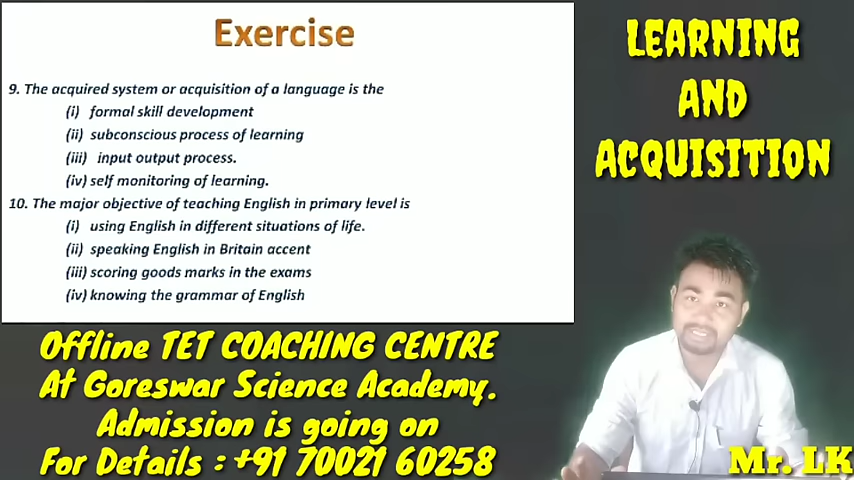 Exercise
9. The acquired system or acquisition of a language is the
(i) formal skill development
(ii) subconscious process of learning
(iii) input output process.
(iv) self monitoring of learning.
10. The major objective of teaching English in primary level is
(i) using English in different situations of life.
(ii) speaking English in Britain accent
(iii) scoring goods marks in the exams
(iv) knowing the grammar of English
LEARNING
AND
ACQUISITION
Offline TET COACHING CENTRE
At Goreswar Science Academy.
Admission is going on
For Details : +91 70021 60258
Mr. LK